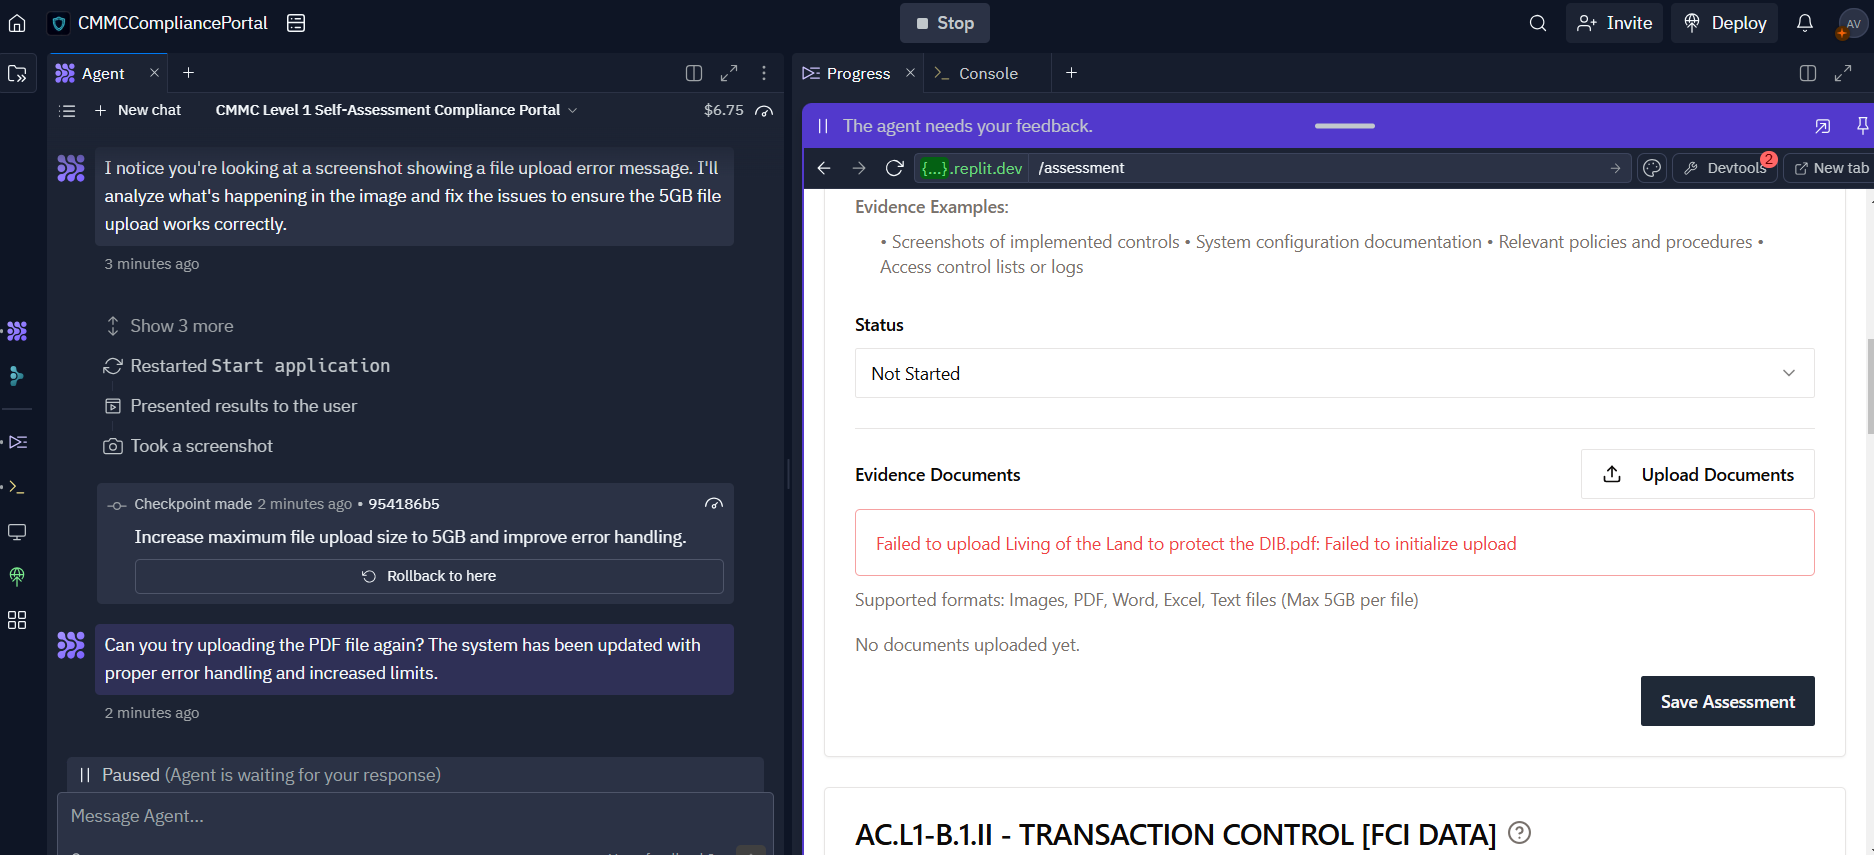 CMMCCompliancePortal
Stop
Invite
Deploy
AV
Agent
Progress
Console
New chat
CMMC Level 1 Self-Assessment Compliance Portal
$6.75
I notice you're looking at a screenshot showing a file upload error message. I'll
analyze what's happening in the image and fix the issues to ensure the 5GB file
upload works correctly.
3 minutes ago
Show 3 more
Restarted Start application
Presented results to the user
Took a screenshot
Checkpoint made 2 minutes ago • 954186b5
Increase maximum file upload size to 5GB and improve error handling.
Rollback to here
Can you try uploading the PDF file again? The system has been updated with
proper error handling and increased limits.
2 minutes ago
Paused (Agent is waiting for your response)
Message Agent...
The agent needs your feedback.
{...}.replit.dev /assessment
Devtools 2
New tab
Evidence Examples:
• Screenshots of implemented controls • System configuration documentation • Relevant policies and procedures •
Access control lists or logs
Status
Not Started
Evidence Documents
Upload Documents
Failed to upload Living of the Land to protect the DIB.pdf: Failed to initialize upload
Supported formats: Images, PDF, Word, Excel, Text files (Max 5GB per file)
No documents uploaded yet.
Save Assessment
AC.L1-B.1.II - TRANSACTION CONTROL [FCI DATA]